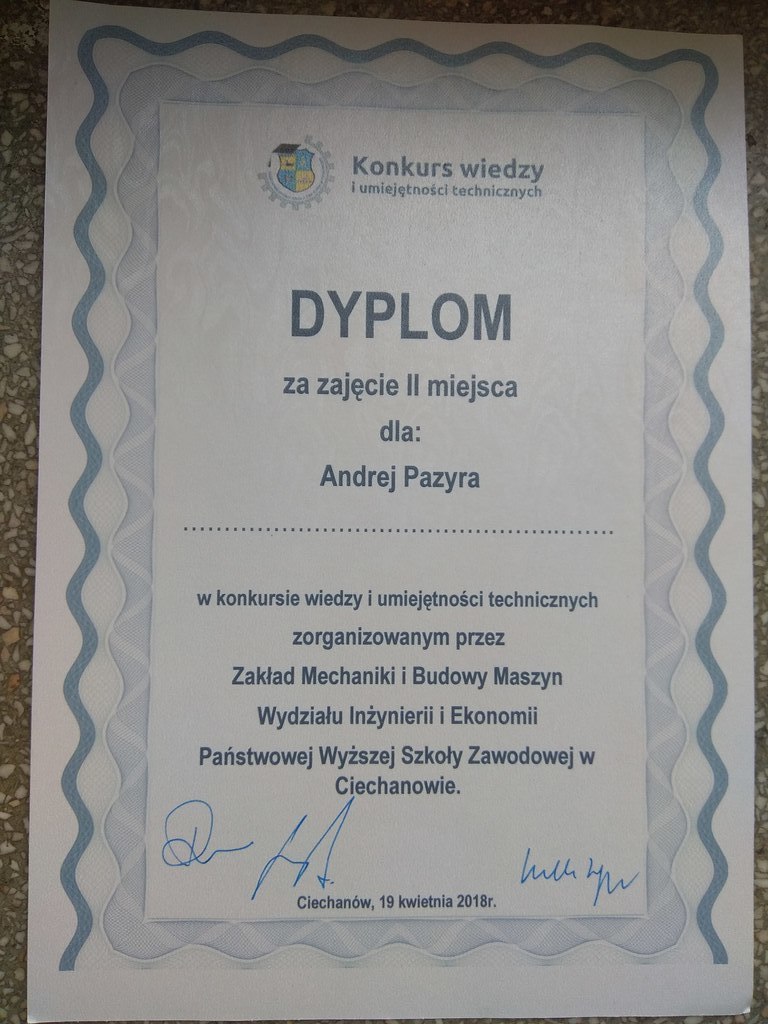 Konkurs wiedzy
i umiejętności technicznych
DYPLOM
za zajęcie II miejsca
dla:
Andrej Pazyra
w konkursie wiedzy i umiejętności technicznych
zorganizowanym przez
Zakład Mechaniki i Budowy Maszyn
Wydziału Inżynierii i Ekonomii
Państwowej Wyższej Szkoły Zawodowej w
Ciechanowie.
Ciechanów, 19 kwietnia 2018r.